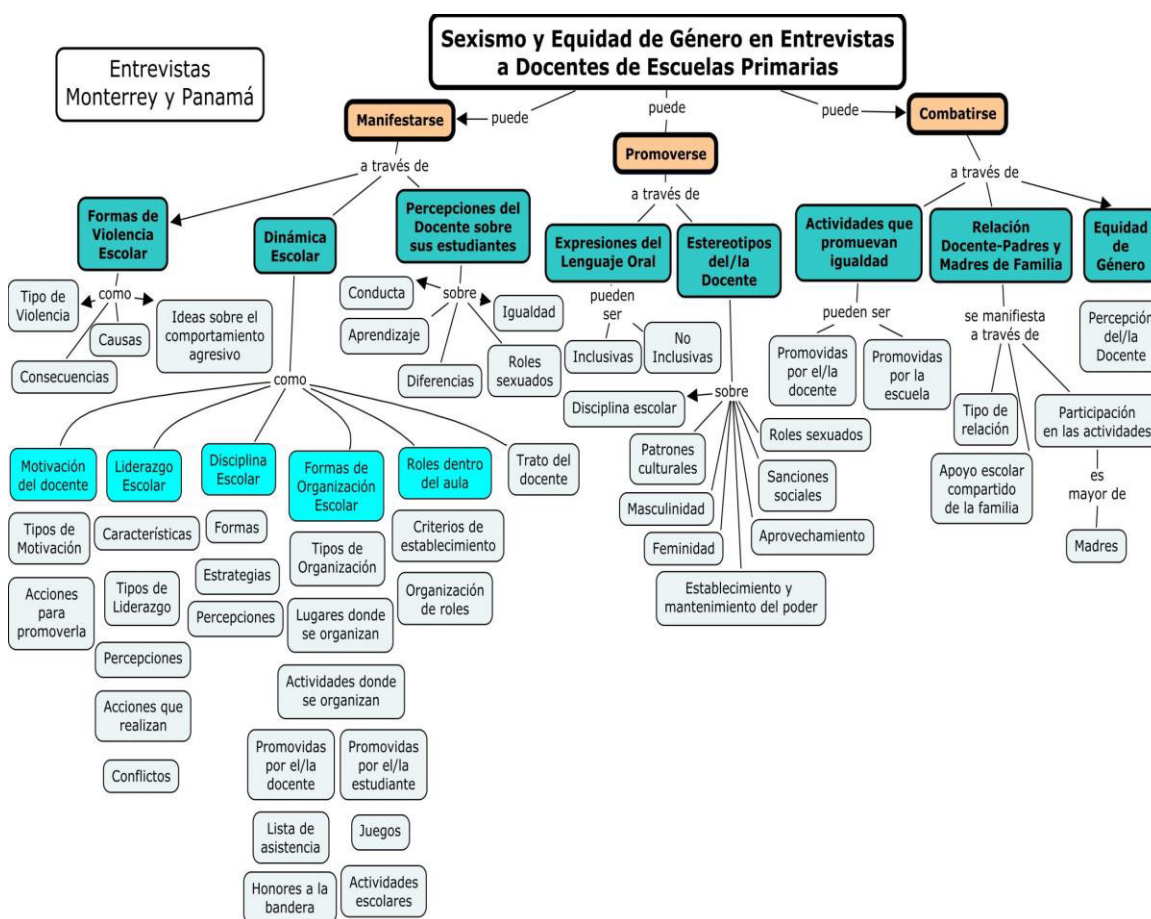 Sexismo y Equidad de Género en Entrevistas
a Docentes de Escuelas Primarias
Entrevistas
Monterrey y Panamá
puede
puede
puede
Manifestarse
Promoverse
Combatirse
a través de
a través de
a través de
Formas de
Violencia
Escolar
Dinámica
Escolar
Percepciones del
Docente sobre
sus estudiantes
Expresiones del
Lenguaje Oral
Estereotipos
del/la
Docente
Actividades que
promuevan
igualdad
Relación
Docente-Padres y
Madres de Familia
Equidad
de
Género
Tipo de
Violencia
como
Causas
Consecuencias
Ideas sobre el
comportamiento
agresivo
Conducta
sobre
Igualdad
Aprendizaje
Diferencias
Roles
sexuados
pueden
ser
Inclusivas
No
Inclusivas
pueden ser
Promovidas
por el/la
docente
Promovidas
por la
escuela
se manifiesta
a través de
Tipo de
relación
Apoyo escolar
compartido
de la familia
Participación
en las actividades
es
mayor de
Madres
Percepción
del/la
Docente
sobre
Disciplina escolar
Patrones
culturales
Masculinidad
Feminidad
Establecimiento y
mantenimiento del poder
Roles sexuados
Sanciones
sociales
Aprovechamiento
como
Motivación
del docente
Tipos de
Motivación
Acciones
para
promoverla
Liderazgo
Escolar
Características
Tipos de
Liderazgo
Percepciones
Acciones que
realizan
Conflictos
Disciplina
Escolar
Formas
Estrategias
Percepciones
Formas de
Organización
Escolar
Tipos de
Organización
Lugares donde
se organizan
Actividades donde
se organizan
Promovidas
por el/la
docente
Lista de
asistencia
Honores a la
bandera
Promovidas
por el/la
estudiante
Juegos
Actividades
escolares
Roles dentro
del aula
Criterios de
establecimiento
Organización
de roles
Trato del
docente